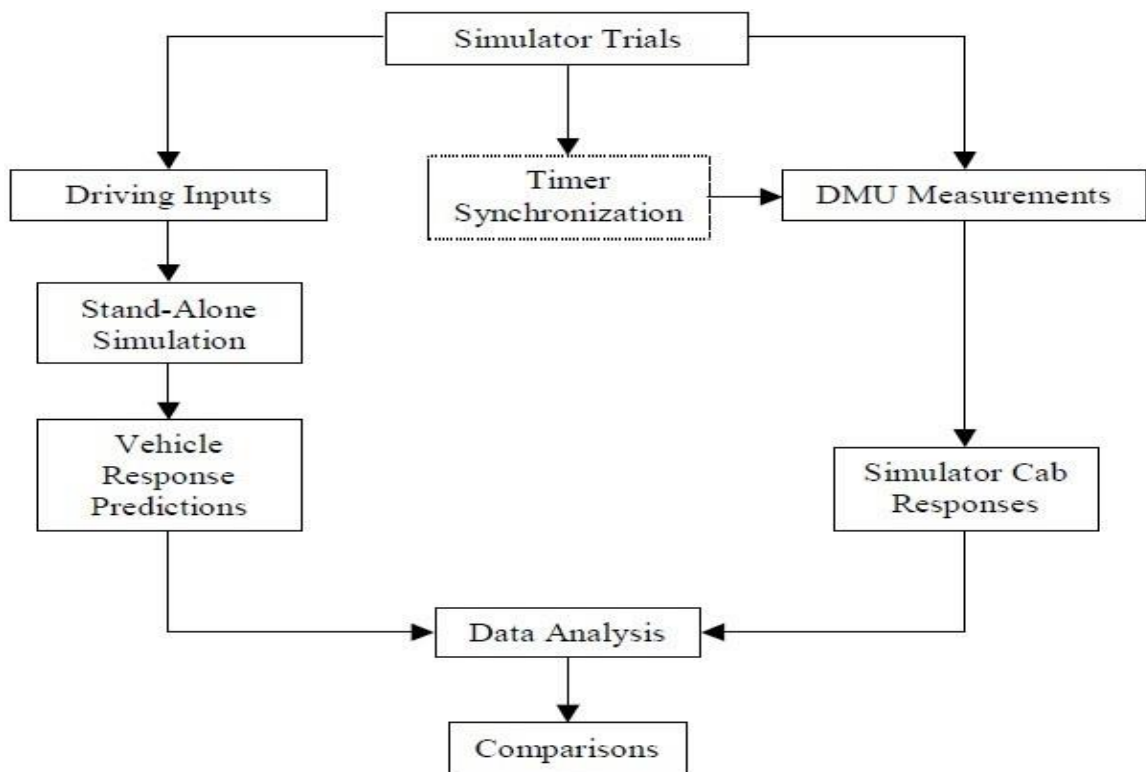 Simulator Trials
Driving Inputs
Timer
Synchronization
DMU Measurements
Stand-Alone
Simulation
Vehicle
Response
Predictions
Simulator Cab
Responses
Data Analysis
Comparisons